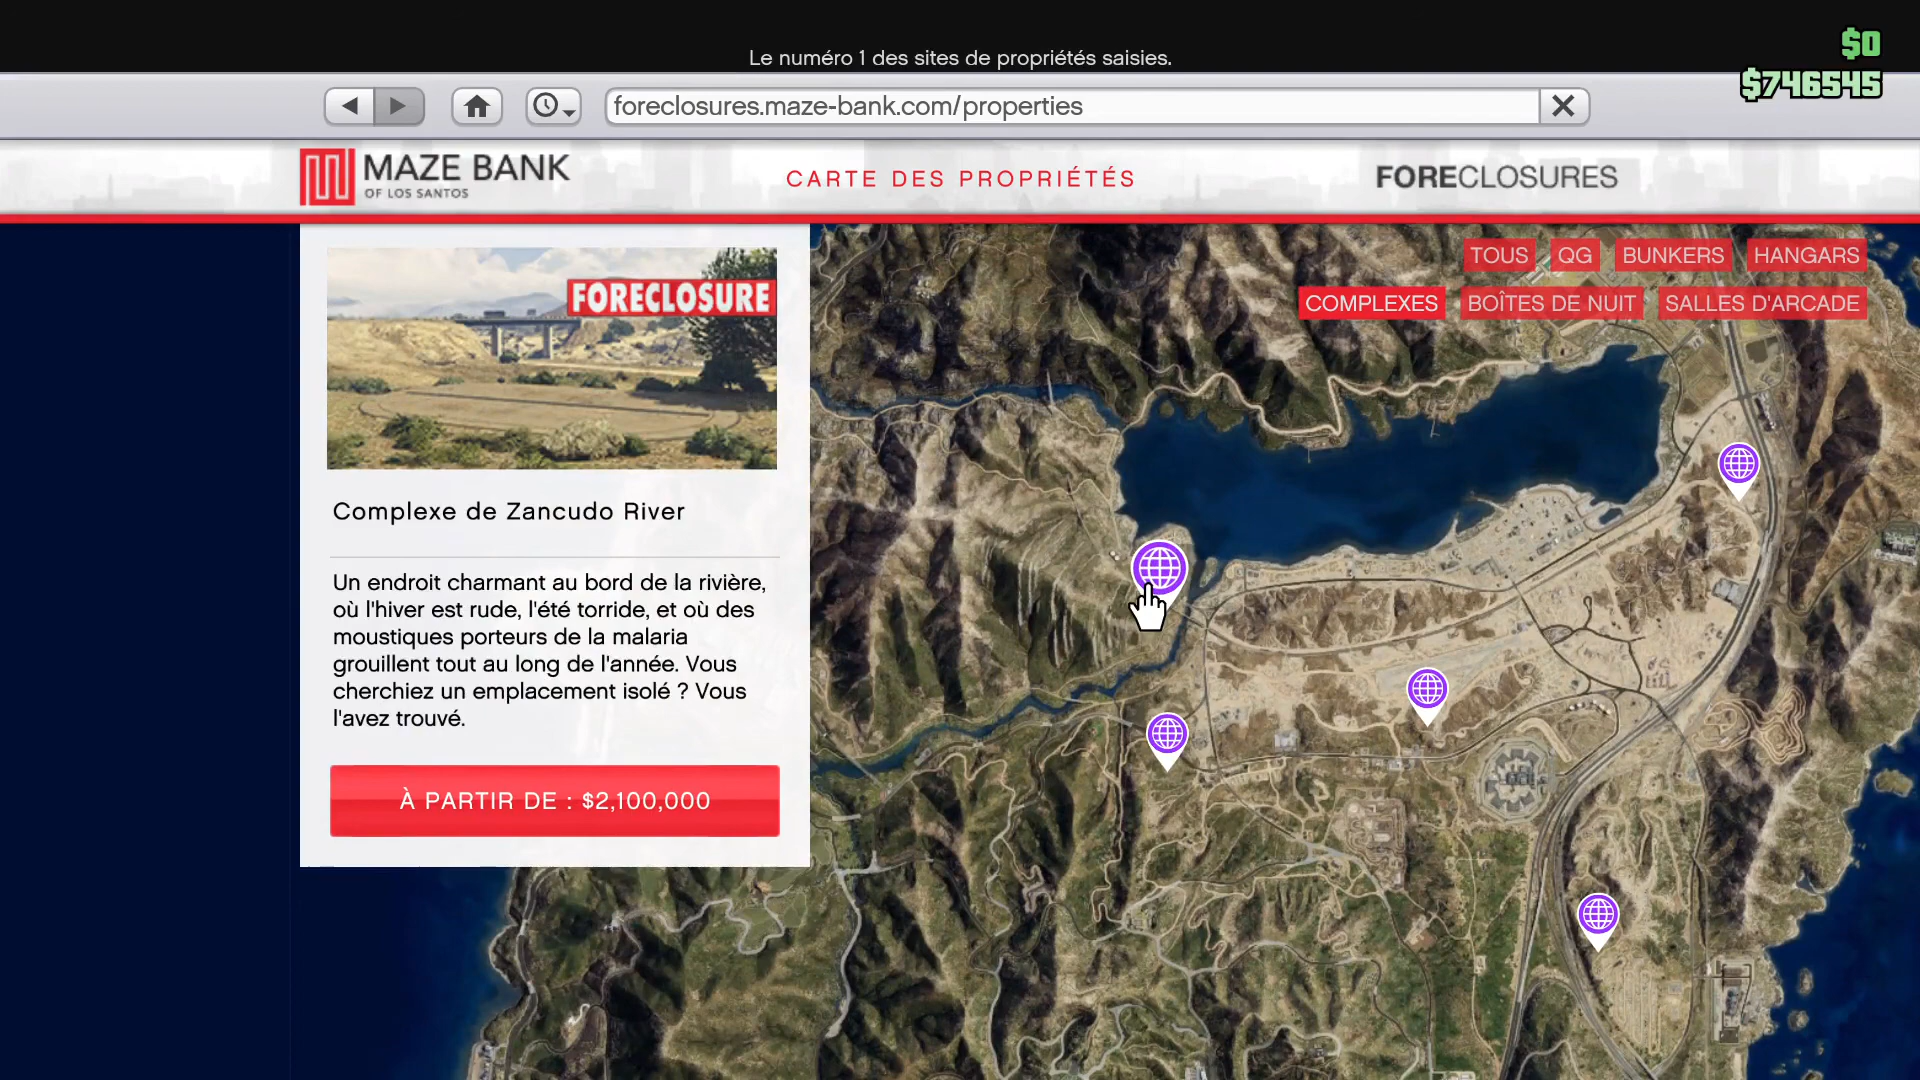 Le numéro 1 des sites de propriétés saisies.
$0
$746545
foreclosures.maze-bank.com/properties
MAZE BANK
OF LOS SANTOS
CARTE DES PROPRIÉTÉS
FORECLOSURES
FORECLOSURE
TOUS QG BUNKERS HANGARS
COMPLEXES BOÎTES DE NUIT SALLES D'ARCADE
Complexe de Zancudo River
Un endroit charmant au bord de la rivière,
où l'hiver est rude, l'été torride, et où des
moustiques porteurs de la malaria
grouillent tout au long de l'année. Vous
cherchiez un emplacement isolé ? Vous
l'avez trouvé.
À PARTIR DE : $2,100,000